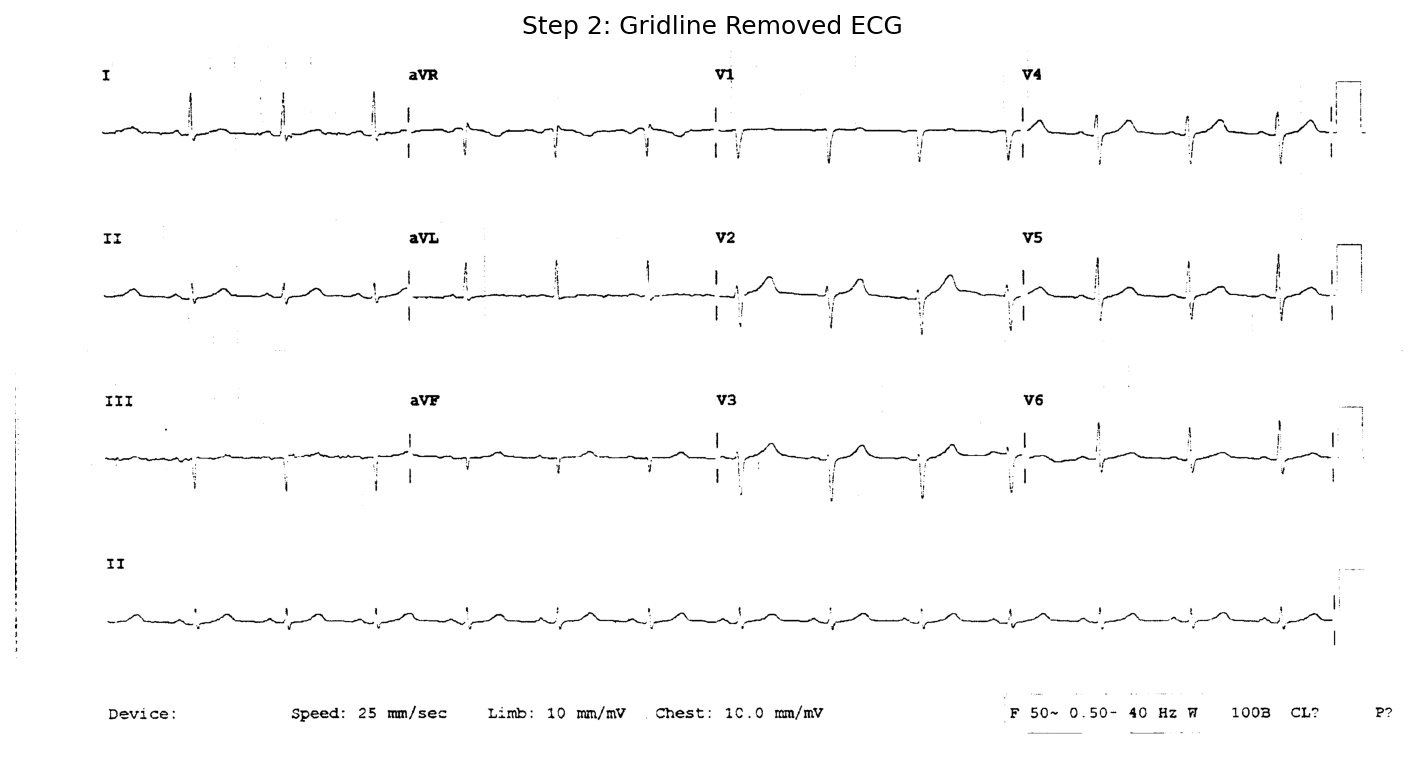 Step 2: Gridline Removed ECG
I aVR V1 V4
II aVL V2 V5
III aVF V3 V6
II
Device: Speed: 25 mm/sec Limb: 10 mm/mV Chest: 10.0 mm/mV F 50~ 0.50- 40 Hz W 100B CL? P?